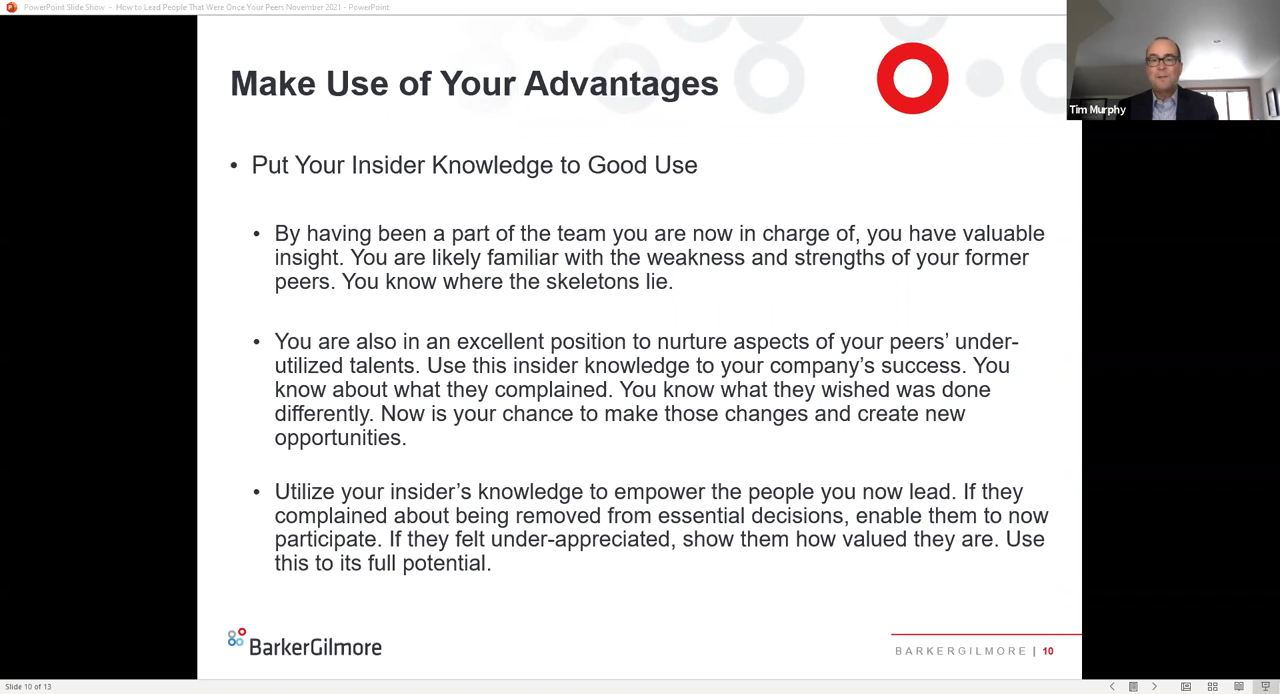 PowerPoint Slide Show - How to Lead People That Were Once Your Peers November 2021 - PowerPoint
Tim Murphy
Make Use of Your Advantages
• Put Your Insider Knowledge to Good Use
• By having been a part of the team you are now in charge of, you have valuable
insight. You are likely familiar with the weakness and strengths of your former
peers. You know where the skeletons lie.
• You are also in an excellent position to nurture aspects of your peers’ under-
utilized talents. Use this insider knowledge to your company’s success. You
know about what they complained. You know what they wished was done
differently. Now is your chance to make those changes and create new
opportunities.
• Utilize your insider’s knowledge to empower the people you now lead. If they
complained about being removed from essential decisions, enable them to now
participate. If they felt under-appreciated, show them how valued they are. Use
this to its full potential.
BarkerGilmore
BARKERGILMORE | 10
Slide 10 of 13